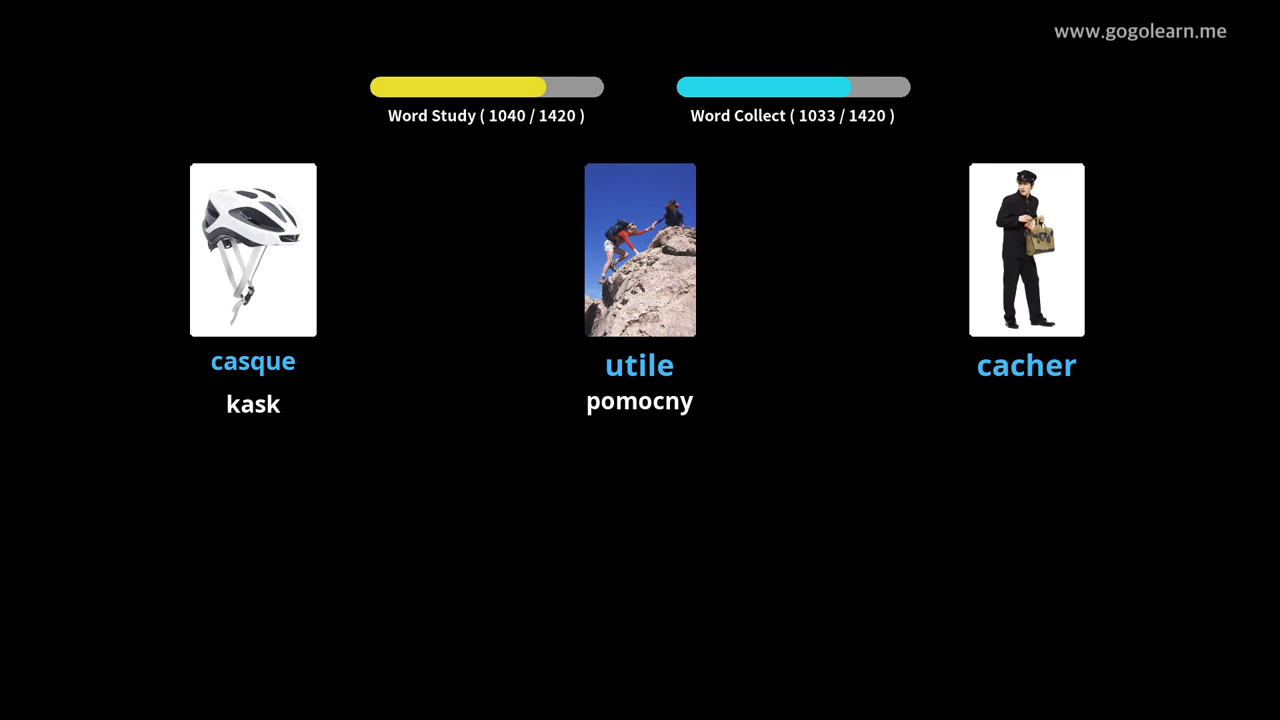 www.gogolearn.me
Word Study ( 1040 / 1420 )
Word Collect ( 1033 / 1420 )
casque
utile
cacher
kask
pomocny